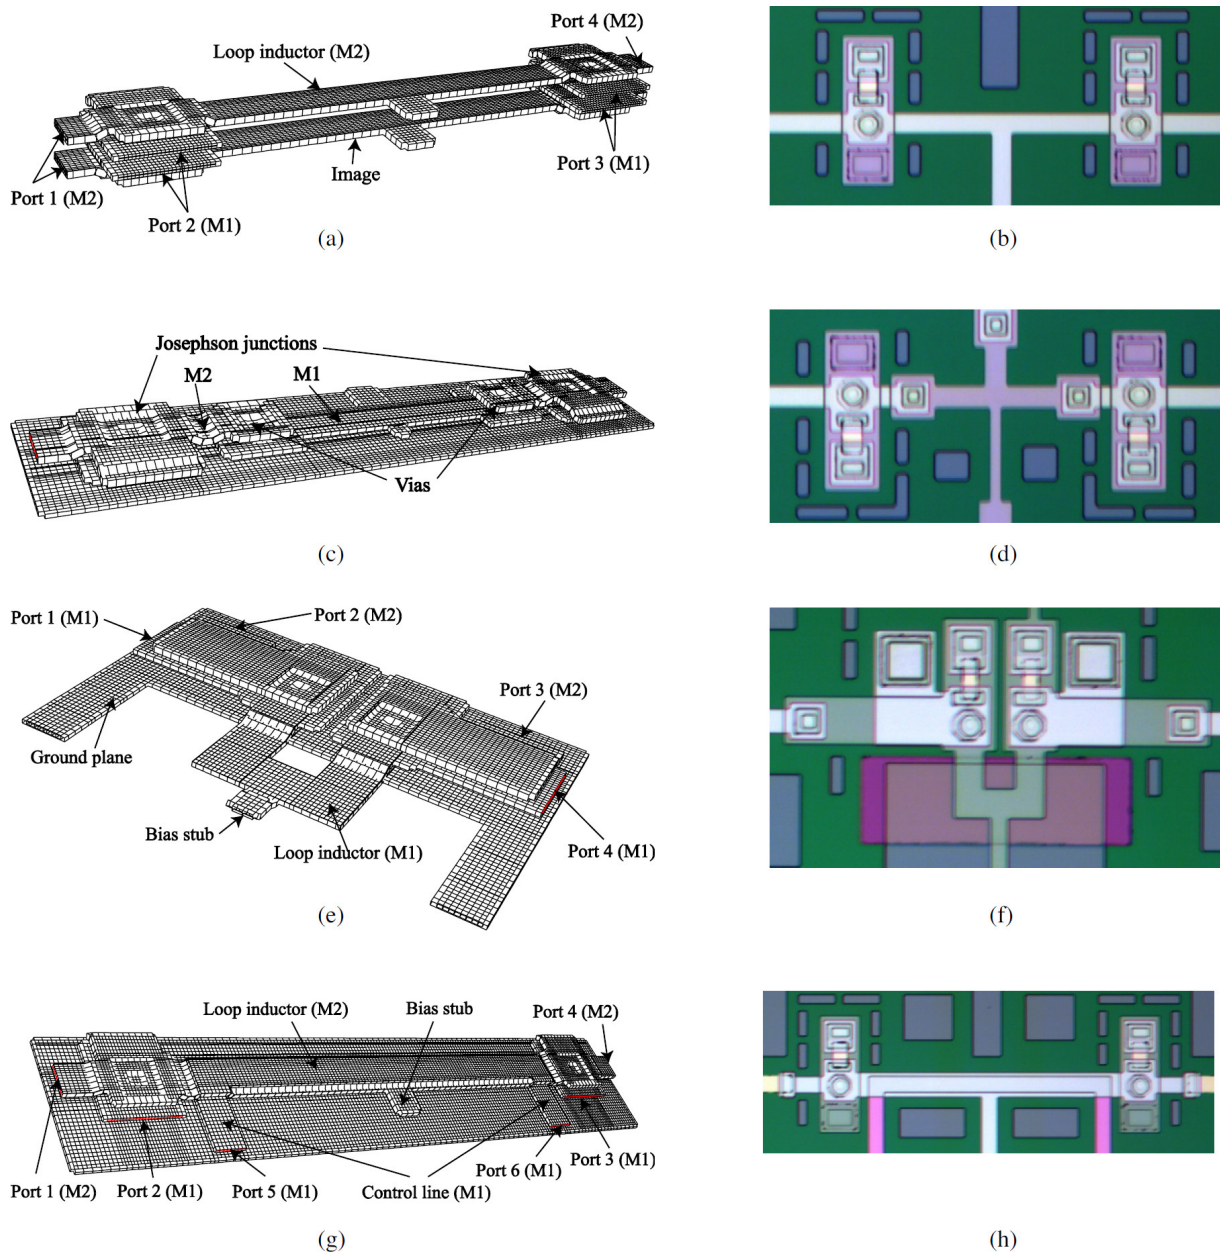 Loop inductor (M2)
Port 4 (M2)
Port 1 (M2)
Port 2 (M1)
Image
Port 3 (M1)
(a)
(b)
Josephson junctions
M2
M1
Vias
(c)
(d)
Port 1 (M1)
Port 2 (M2)
Port 3 (M2)
Ground plane
Bias stub
Loop inductor (M1)
Port 4 (M1)
(e)
(f)
Loop inductor (M2)
Bias stub
Port 4 (M2)
Port 1 (M2)
Port 2 (M1)
Port 5 (M1)
Control line (M1)
Port 6 (M1)
Port 3 (M1)
(g)
(h)